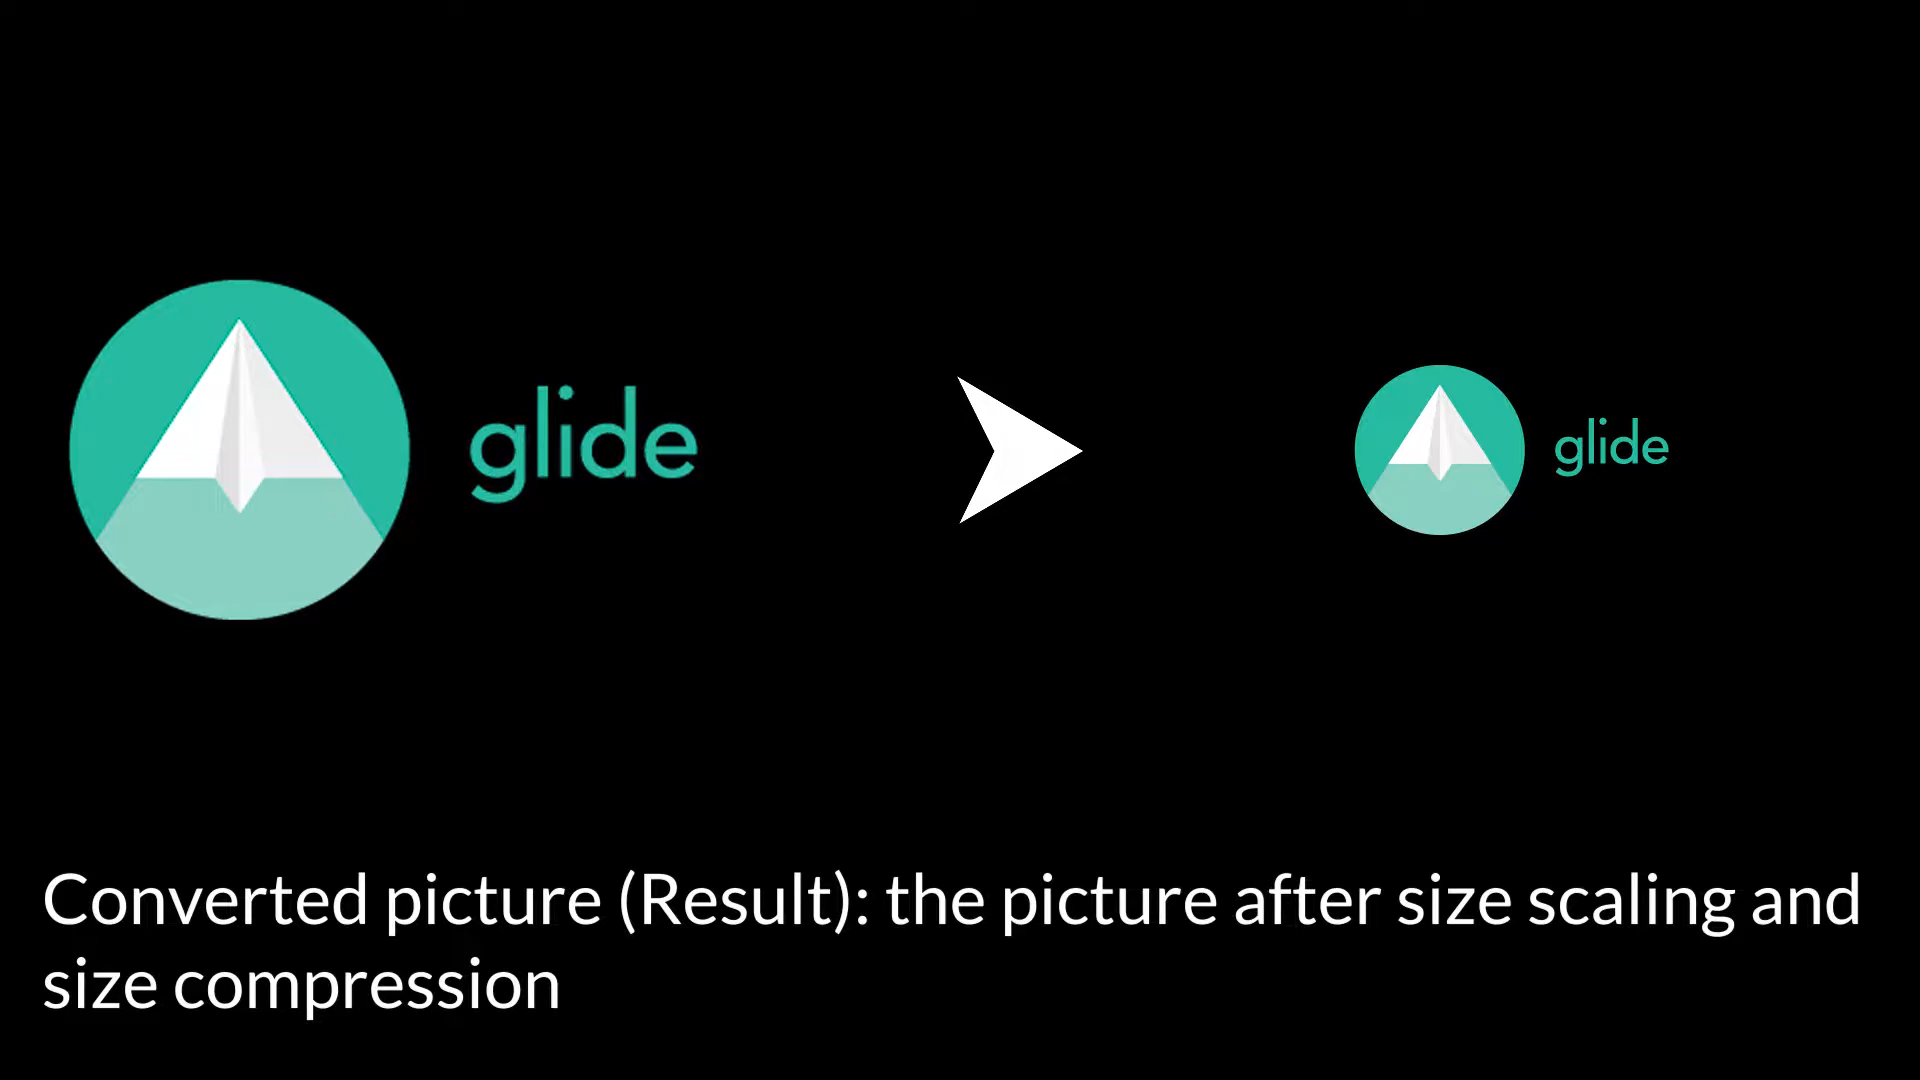 glide
glide
Converted picture (Result): the picture after size scaling and
size compression